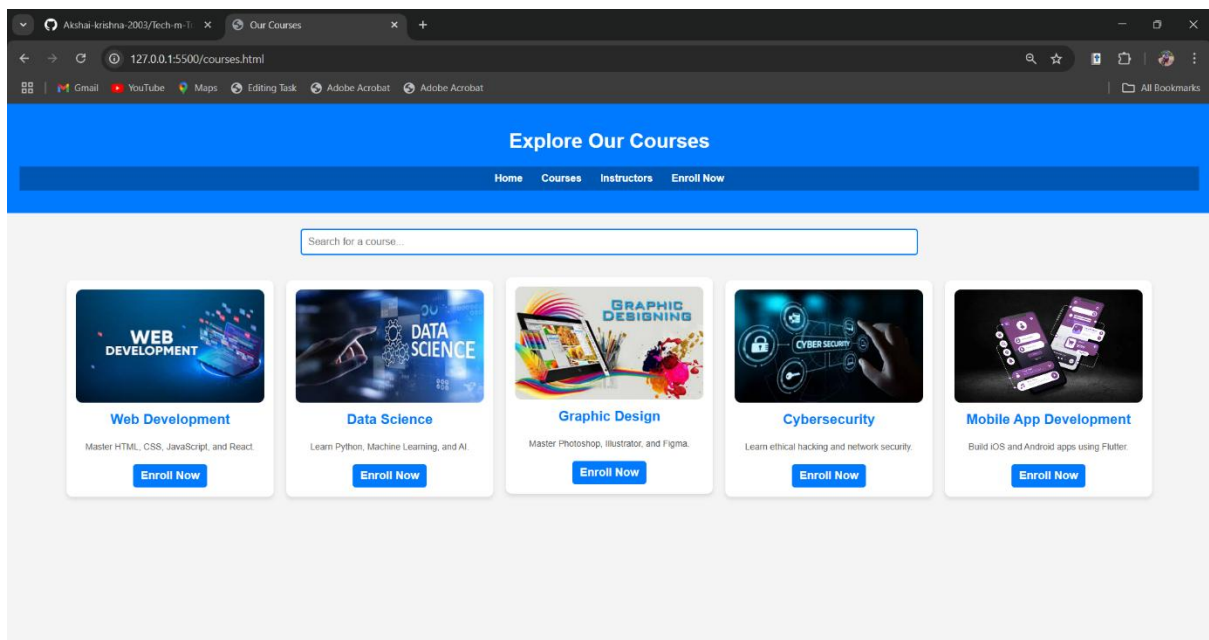 Akshai-krishna-2003/Tech-m-Tr
Our Courses
127.0.0.1:5500/courses.html
Gmail YouTube Maps Editing Task Adobe Acrobat Adobe Acrobat All Bookmarks
Explore Our Courses
Home Courses Instructors Enroll Now
Search for a course...
WEB
DEVELOPMENT
DATA
SCIENCE
GRAPHIC
DESIGNING
CYBER SECURITY
Web Development
Master HTML, CSS, JavaScript, and React.
Enroll Now
Data Science
Learn Python, Machine Learning, and AI.
Enroll Now
Graphic Design
Master Photoshop, Illustrator, and Figma.
Enroll Now
Cybersecurity
Learn ethical hacking and network security.
Enroll Now
Mobile App Development
Build iOS and Android apps using Flutter.
Enroll Now